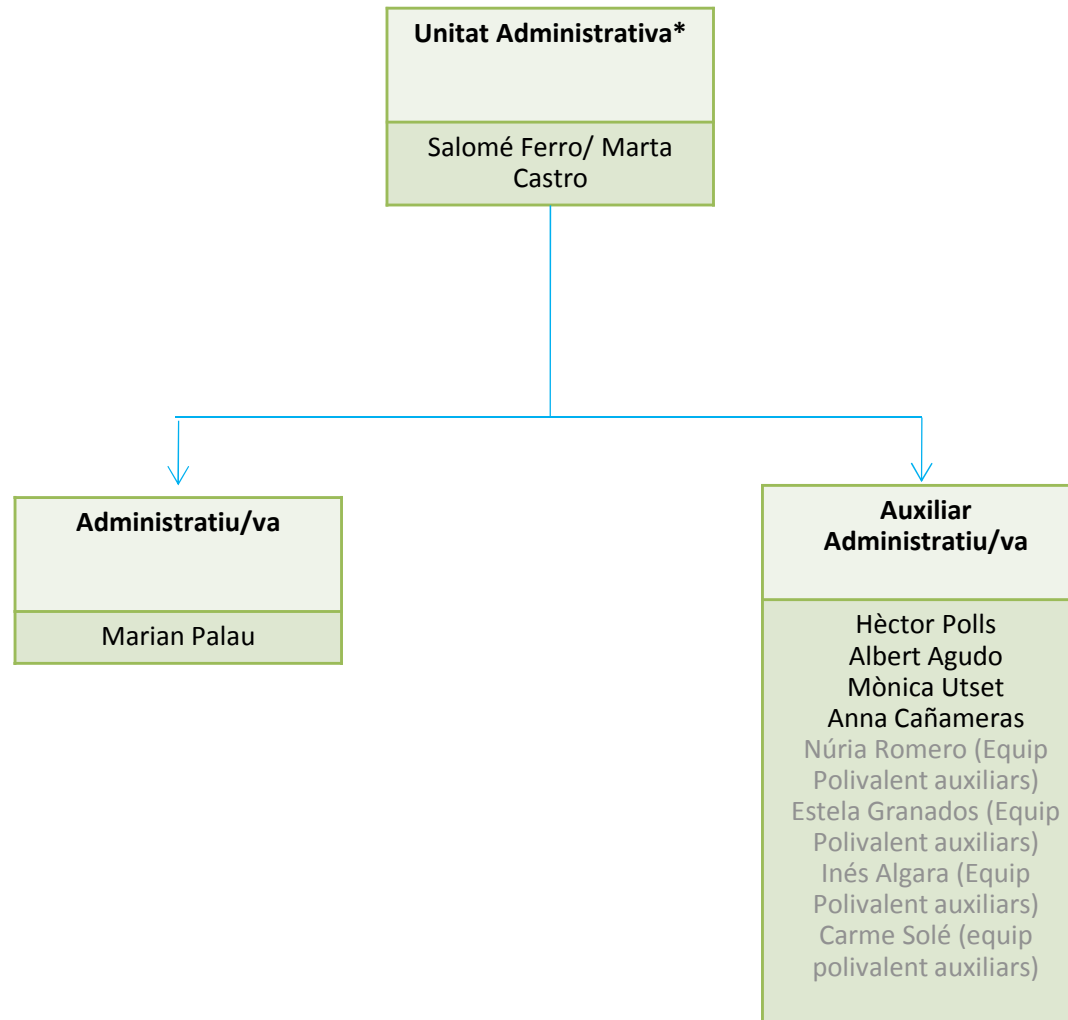 Unitat Administrativa*
Salomé Ferro/ Marta
Castro
Administratiu/va
Marian Palau
Auxiliar
Administratiu/va
Hèctor Polls
Albert Agudo
Mònica Utset
Anna Cañameras
Núria Romero (Equip
Polivalent auxiliars)
Estela Granados (Equip
Polivalent auxiliars)
Inés Algara (Equip
Polivalent auxiliars)
Carme Solé (equip
polivalent auxiliars)